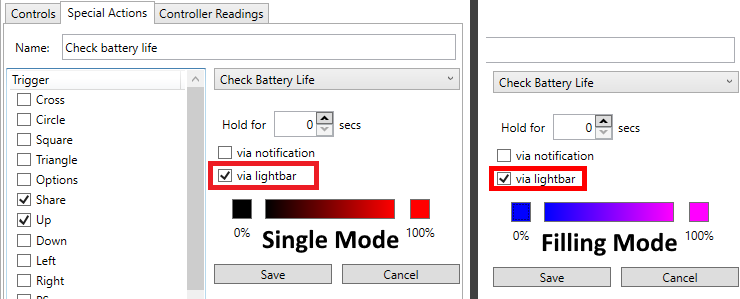 Controls
Special Actions
Controller Readings
Name: Check battery life
Trigger
Cross
Circle
Square
Triangle
Options
Share
Up
Down
Left
Right
Check Battery Life
Hold for 0 secs
via notification
via lightbar
0% 100%
Single Mode
Save Cancel
Check Battery Life
Hold for 0 secs
via notification
via lightbar
0% 100%
Filling Mode
Save Cancel